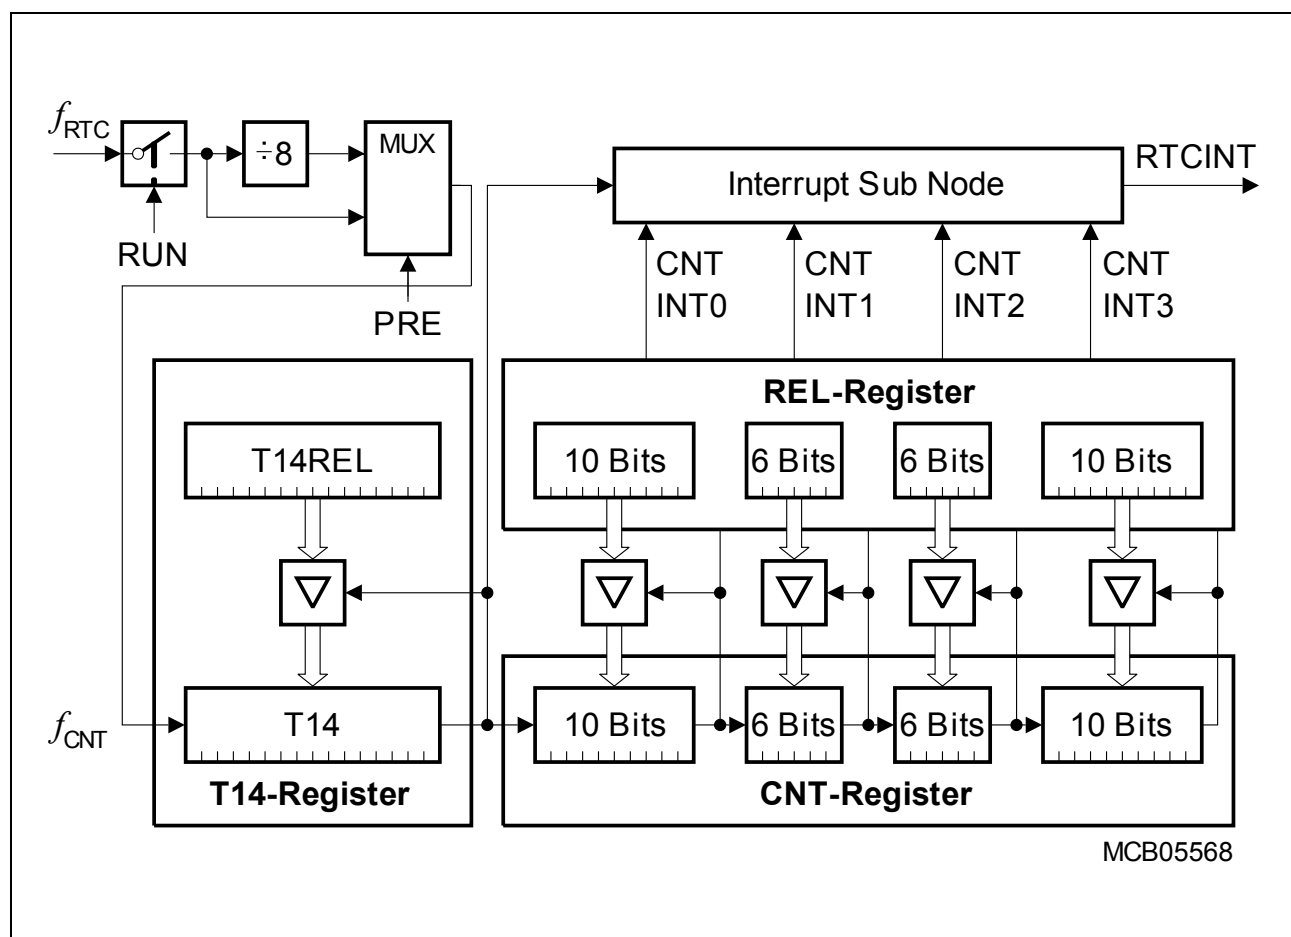 fRTC
÷8
MUX
RUN
PRE
Interrupt Sub Node
RTCINT
CNT
INT0
CNT
INT1
CNT
INT2
CNT
INT3
REL-Register
T14REL
10 Bits
6 Bits
6 Bits
10 Bits
fCNT
T14
10 Bits
6 Bits
6 Bits
10 Bits
T14-Register
CNT-Register
MCB05568